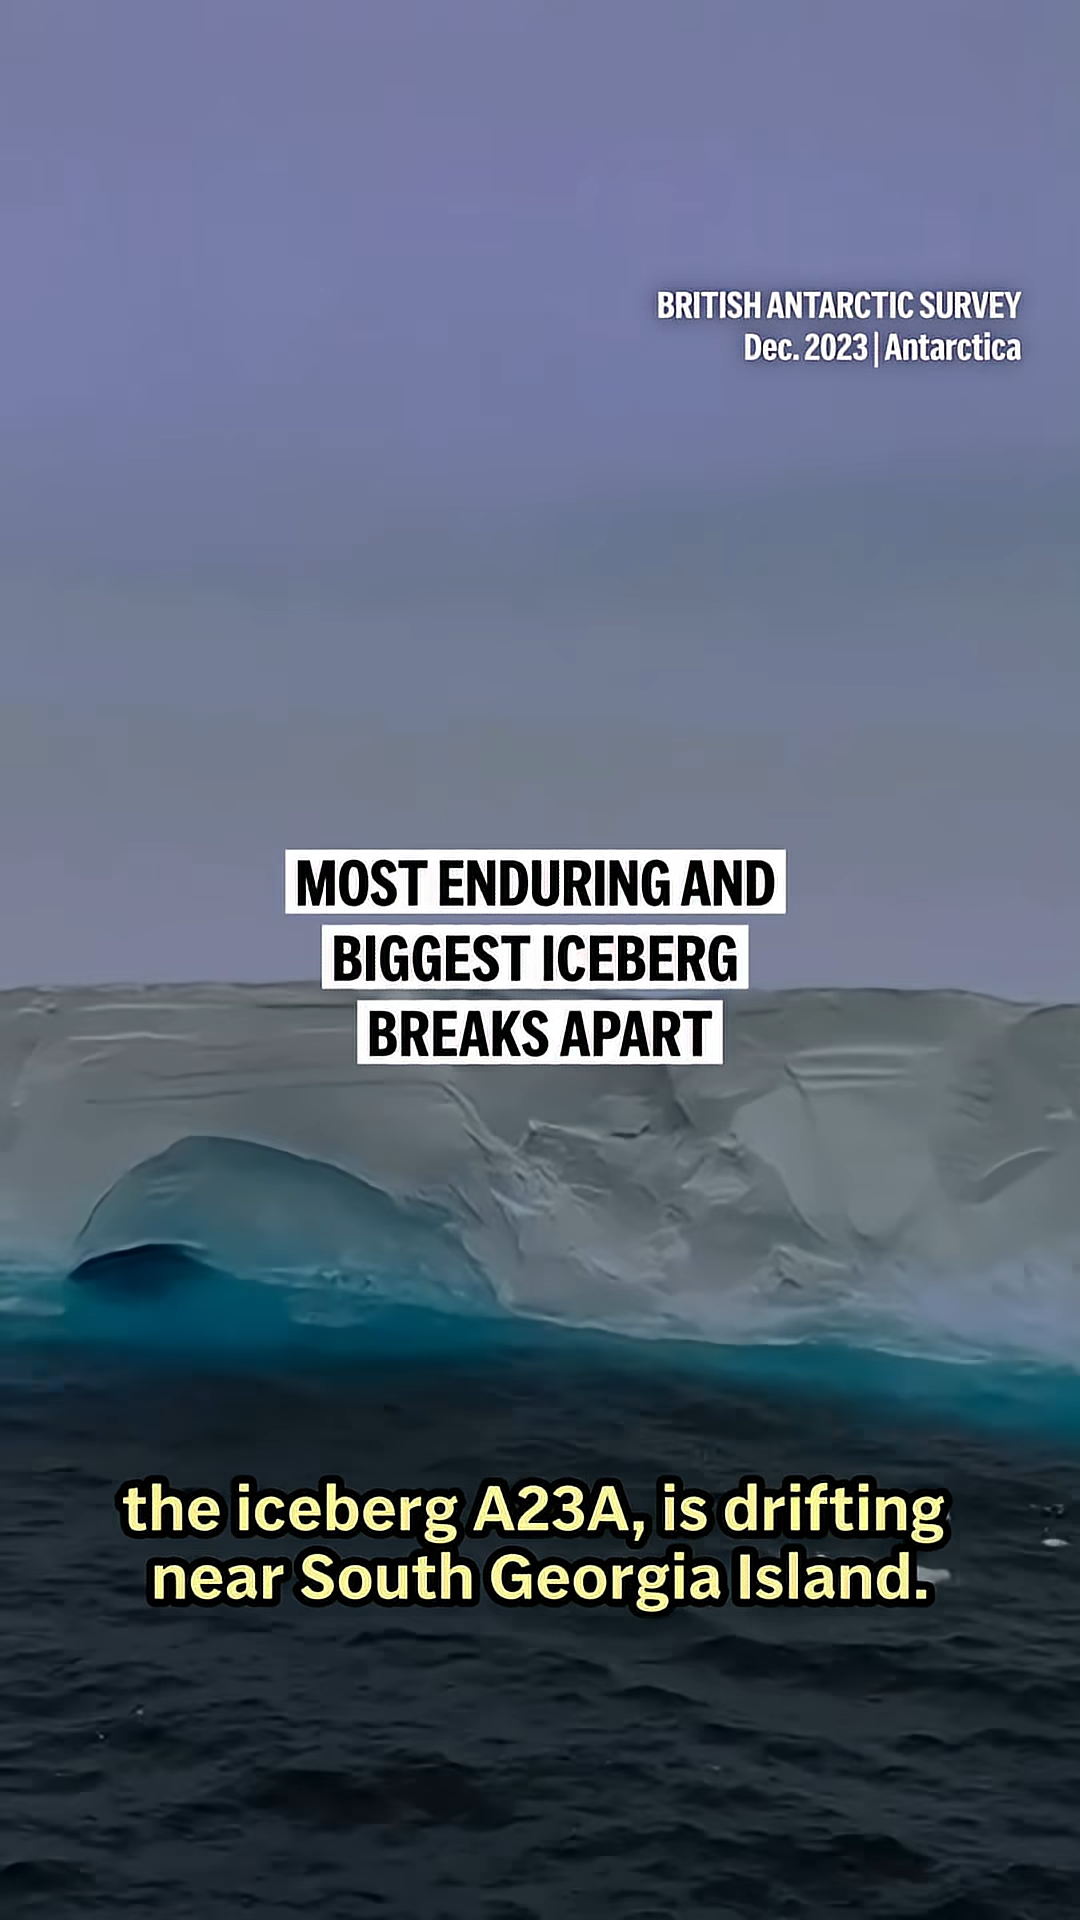 BRITISH ANTARCTIC SURVEY
Dec. 2023 | Antarctica
MOST ENDURING AND
BIGGEST ICEBERG
BREAKS APART
the iceberg A23A, is drifting
near South Georgia Island.